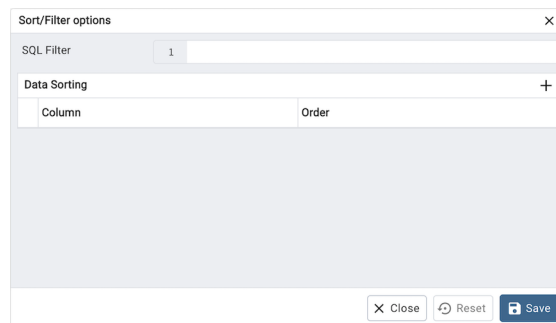 Sort/Filter options
SQL Filter
1
Data Sorting
Column Order
Close Reset Save